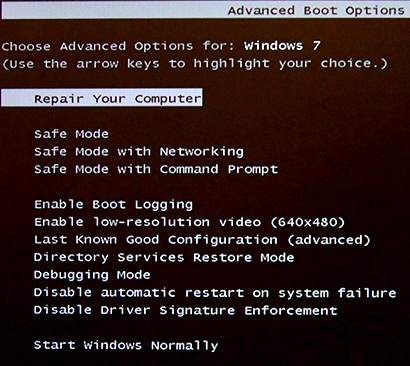 Advanced Boot Options
Choose Advanced Options for: Windows 7
(Use the arrow keys to highlight your choice.)
Repair Your Computer
Safe Mode
Safe Mode with Networking
Safe Mode with Command Prompt
Enable Boot Logging
Enable low-resolution video (640x480)
Last Known Good Configuration (advanced)
Directory Services Restore Mode
Debugging Mode
Disable automatic restart on system failure
Disable Driver Signature Enforcement
Start Windows Normally